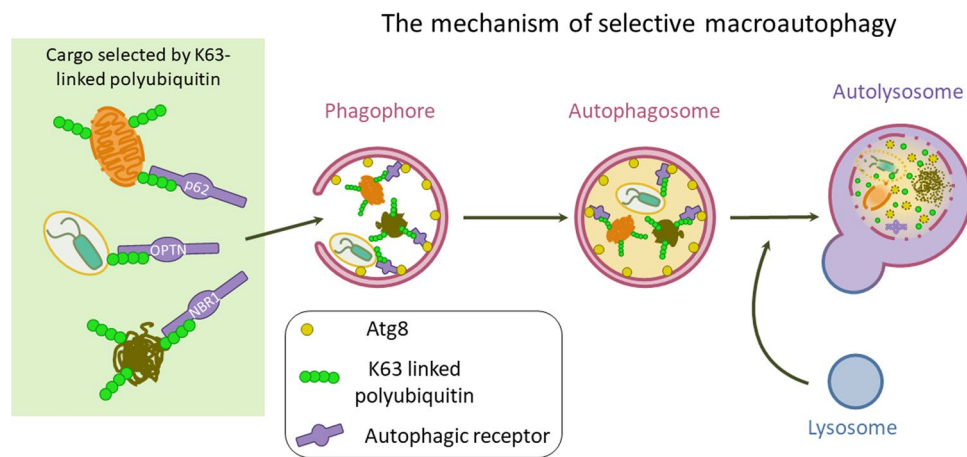 The mechanism of selective macroautophagy
Cargo selected by K63-
linked polyubiquitin
p62
OPTN
NBR1
Phagophore
Autophagosome
Autolysosome
Atg8
K63 linked
polyubiquitin
Autophagic receptor
Lysosome